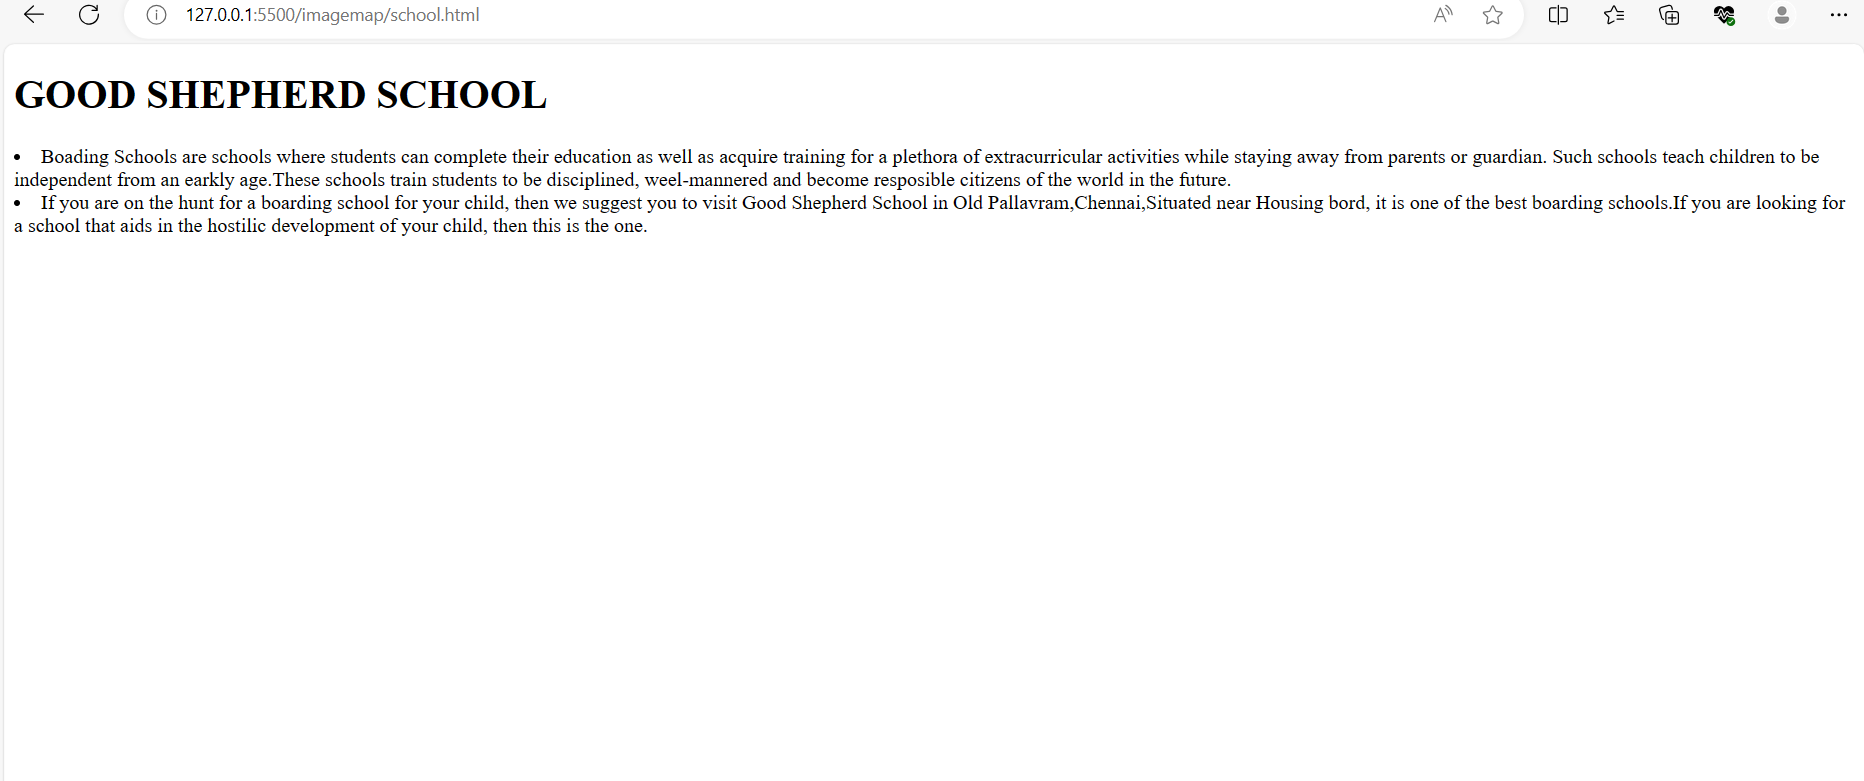 127.0.0.1:5500/imagemap/school.html
GOOD SHEPHERD SCHOOL
• Boading Schools are schools where students can complete their education as well as acquire training for a plethora of extracurricular activities while staying away from parents or guardian. Such schools teach children to be
independent from an earkly age.These schools train students to be disciplined, weel-mannered and become resposible citizens of the world in the future.
• If you are on the hunt for a boarding school for your child, then we suggest you to visit Good Shepherd School in Old Pallavram,Chennai,Situated near Housing bord, it is one of the best boarding schools.If you are looking for
a school that aids in the hostilic development of your child, then this is the one.